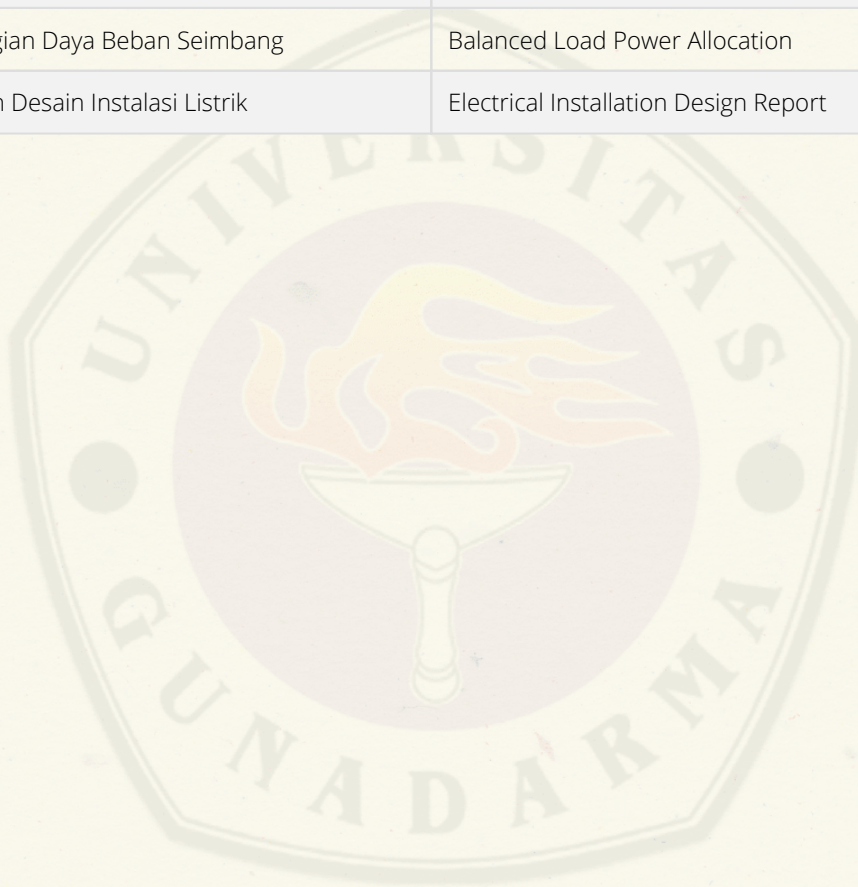 gian Daya Beban Seimbang Balanced Load Power Allocation
n Desain Instalasi Listrik Electrical Installation Design Report
UNIVERSITAS
GUNADARMA